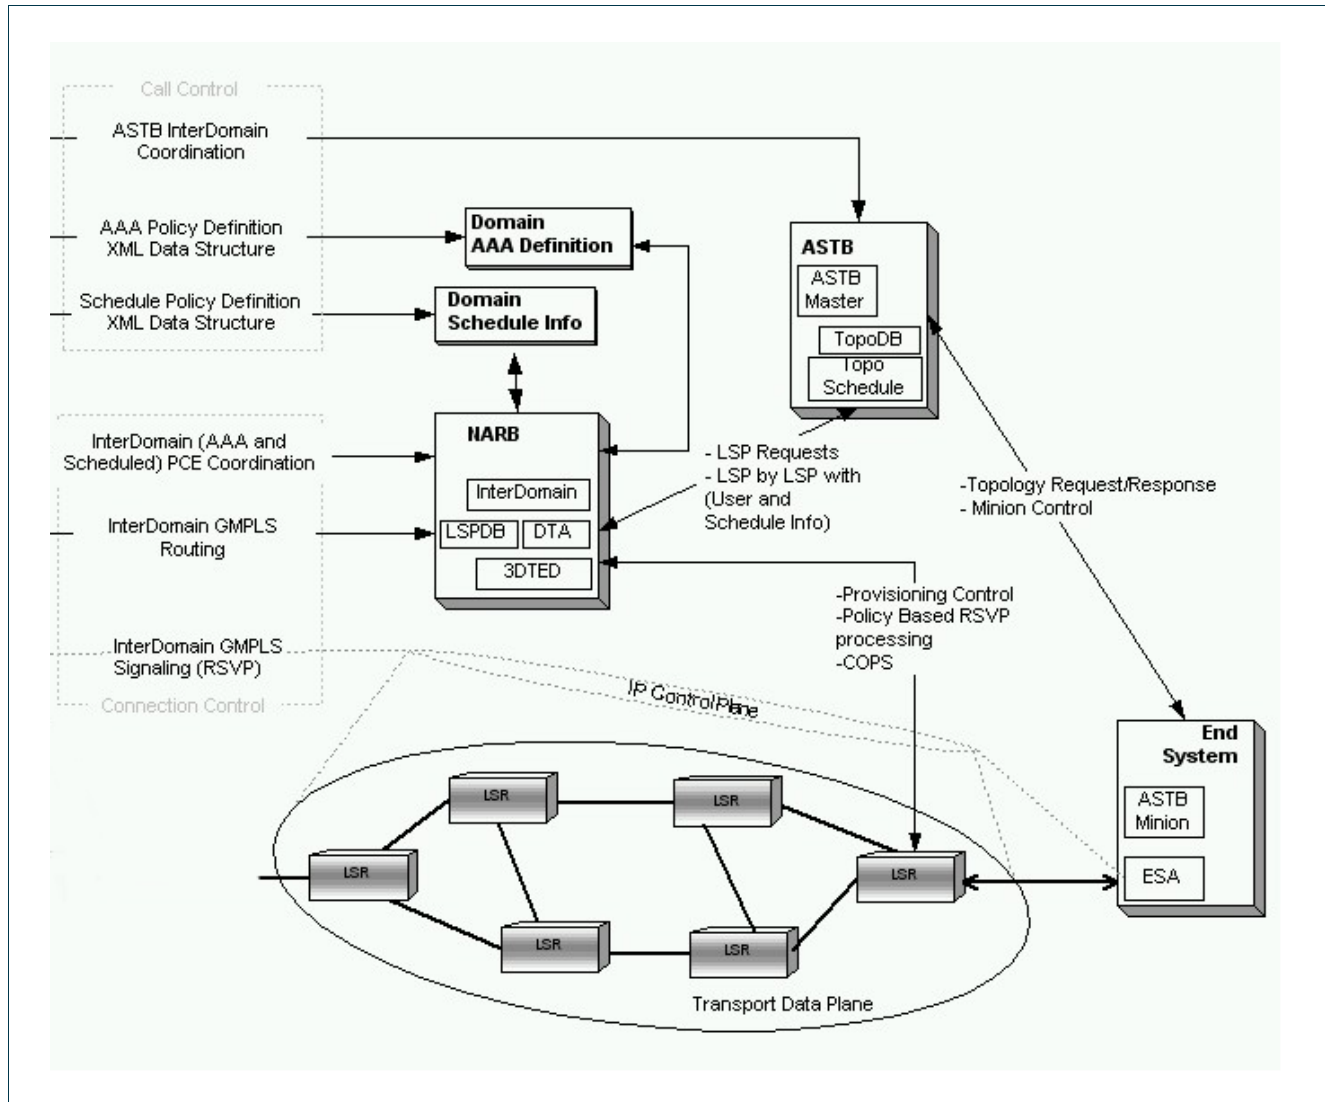 Call Control
ASTB InterDomain
Coordination
AAA Policy Definition
XML Data Structure
Schedule Policy Definition
XML Data Structure
Domain
AAA Definition
Domain
Schedule Info
ASTB
ASTB
Master
TopoDB
Topo
Schedule
InterDomain (AAA and
Scheduled) PCE Coordination
InterDomain GMPLS
Routing
InterDomain GMPLS
Signaling (RSVP)
Connection Control
NARB
InterDomain
LSPDB
DTA
3DTED
- LSP Requests
- LSP by LSP with
(User and
Schedule Info)
-Topology Request/Response
- Minion Control
-Provisioning Control
-Policy Based RSVP
processing
-COPS
IP ControlPlane
End
System
ASTB
Minion
ESA
LSR
LSR
LSR
LSR
LSR
LSR
Transport Data Plane